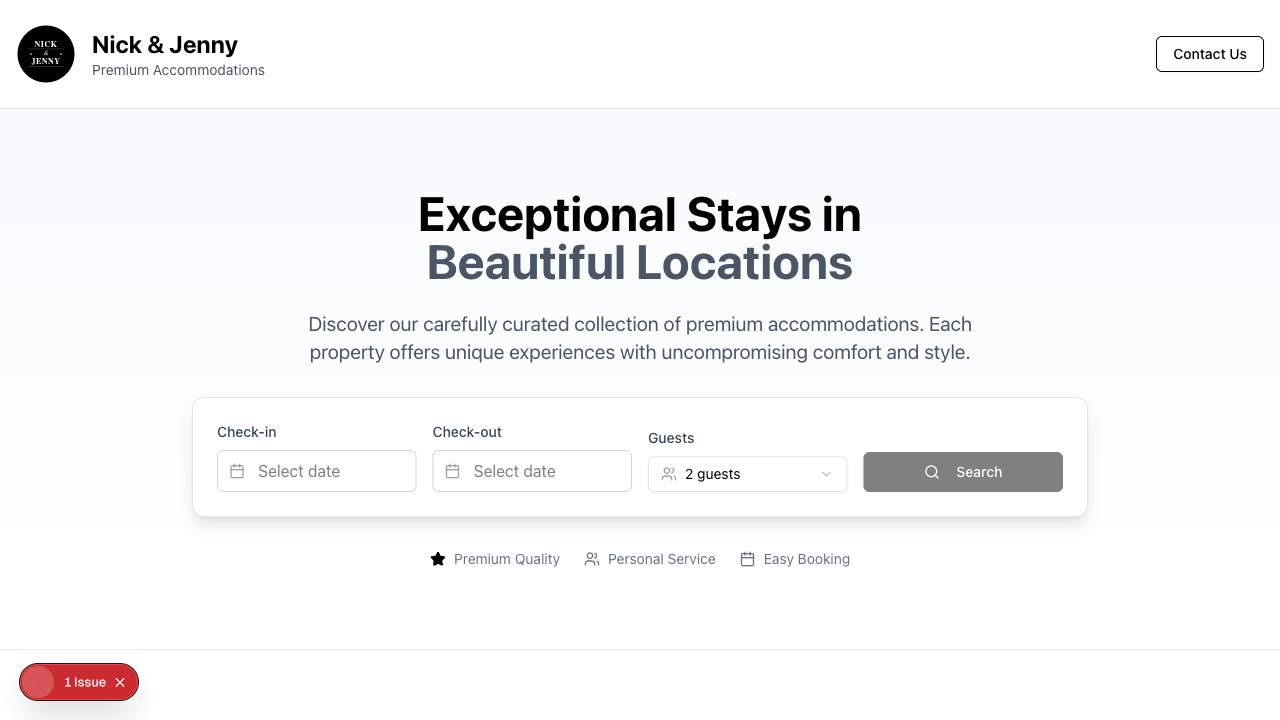 NICK
&
JENNY
Nick & Jenny
Premium Accommodations
Contact Us
Exceptional Stays in
Beautiful Locations
Discover our carefully curated collection of premium accommodations. Each
property offers unique experiences with uncompromising comfort and style.
Check-in
Check-out
Guests
Select date
Select date
2 guests
Search
Premium Quality
Personal Service
Easy Booking
1 Issue